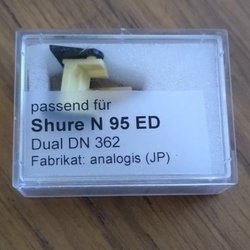 passend für
Shure N 95 ED
Dual DN 362
Fabrikat: analogis (JP)